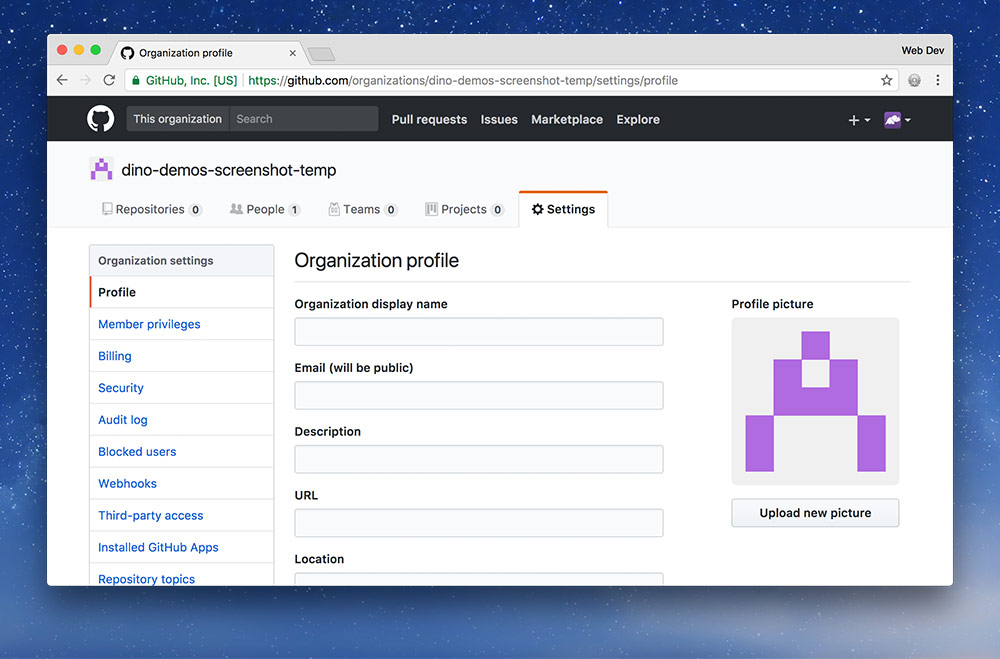 Organization profile
Web Dev
GitHub, Inc. [US] https://github.com/organizations/dino-demos-screenshot-temp/settings/profile
This organization Search Pull requests Issues Marketplace Explore
dino-demos-screenshot-temp
Repositories 0 People 1 Teams 0 Projects 0 Settings
Organization settings
Profile
Member privileges
Billing
Security
Audit log
Blocked users
Webhooks
Third-party access
Installed GitHub Apps
Repository topics
Organization profile
Organization display name
Email (will be public)
Description
URL
Location
Profile picture
Upload new picture